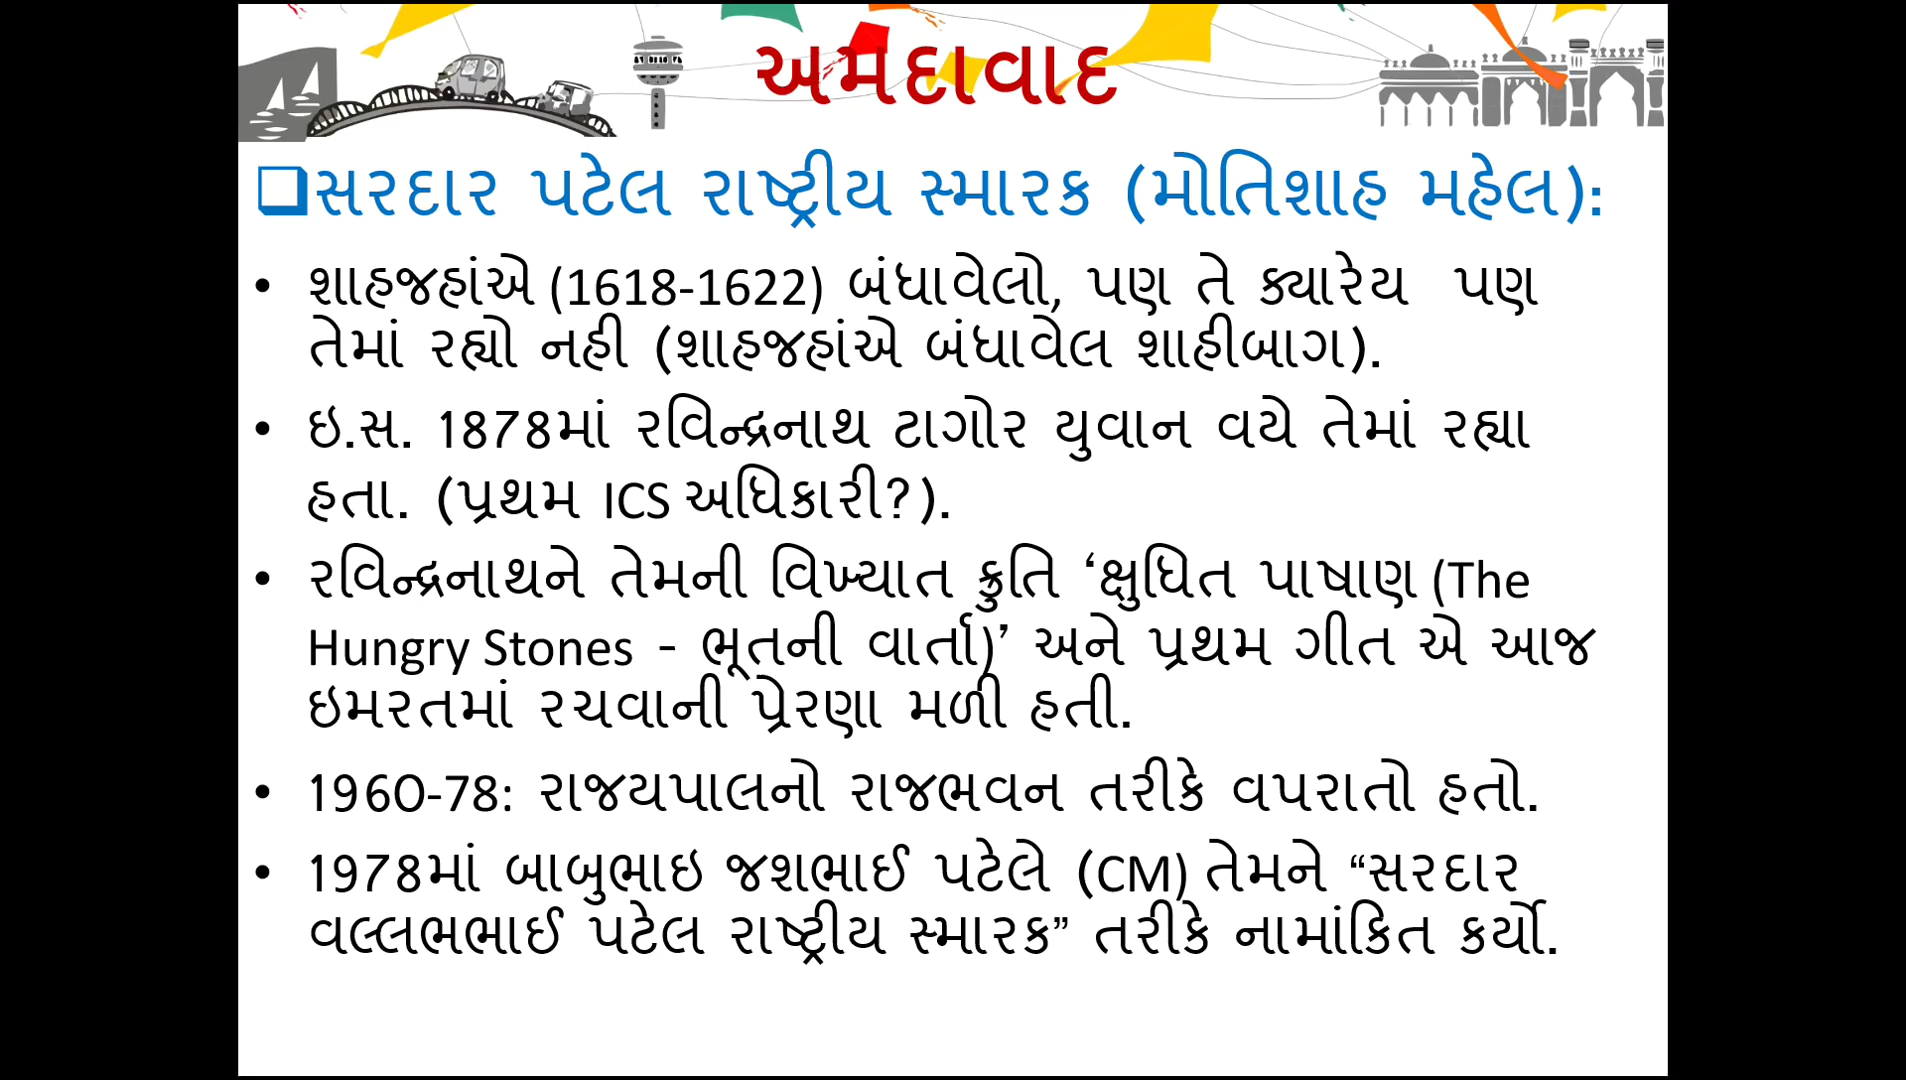 અમદાવાદ
❑સરદાર પટેલ રાષ્ટ્રીય સ્મારક (મોતિશાહ મહેલ):
• શાહજહાંએ (1618-1622) બંધાવેલો, પણ તે ક્યારેય પણ
તેમાં રહ્યો નહી (શાહજહાંએ બંધાવેલ શાહીબાગ).
• ઇ.સ. 1878માં રવિન્દ્રનાથ ટાગોર યુવાન વયે તેમાં રહ્યા
હતા. (પ્રથમ ICS અધિકારી?).
• રવિન્દ્રનાથને તેમની વિખ્યાત ક્રુતિ ‘ક્ષુધિત પાષાણ (The
Hungry Stones - ભૂતની વાર્તા)’ અને પ્રથમ ગીત એ આજ
ઇમરતમાં રચવાની પ્રેરણા મળી હતી.
• 1960-78: રાજયપાલનો રાજભવન તરીકે વપરાતો હતો.
• 1978માં બાબુભાઇ જશભાઈ પટેલે (CM) તેમને “સરદાર
વલ્લભભાઈ પટેલ રાષ્ટ્રીય સ્મારક” તરીકે નામાંકિત કર્યો.